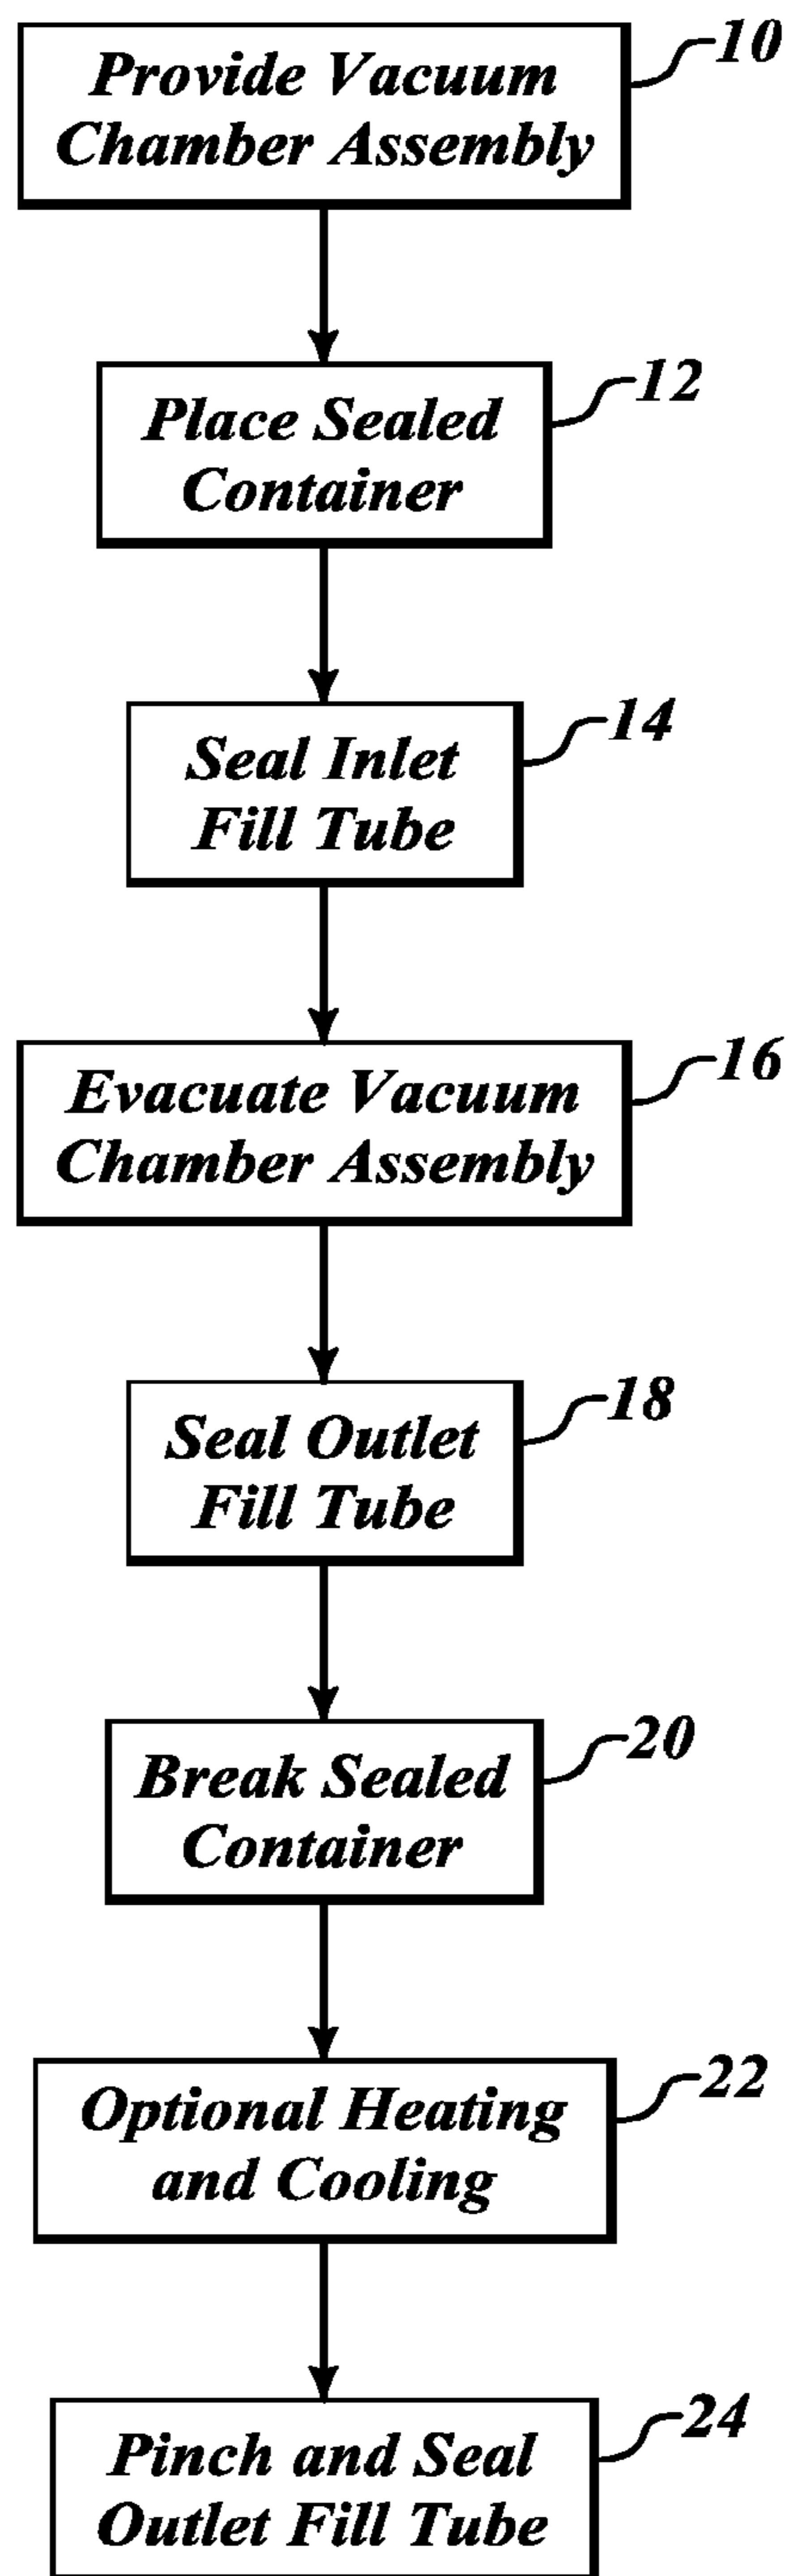 Provide Vacuum
Chamber Assembly
10
Place Sealed
Container
12
Seal Inlet
Fill Tube
14
Evacuate Vacuum
Chamber Assembly
16
Seal Outlet
Fill Tube
18
Break Sealed
Container
20
Optional Heating
and Cooling
22
Pinch and Seal
Outlet Fill Tube
24